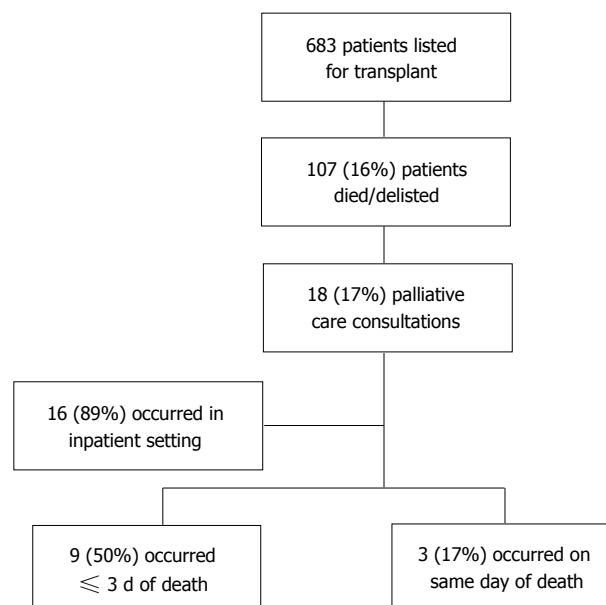 683 patients listed
for transplant
107 (16%) patients
died/delisted
18 (17%) palliative
care consultations
16 (89%) occurred in
inpatient setting
9 (50%) occurred
⩽ 3 d of death
3 (17%) occurred on
same day of death